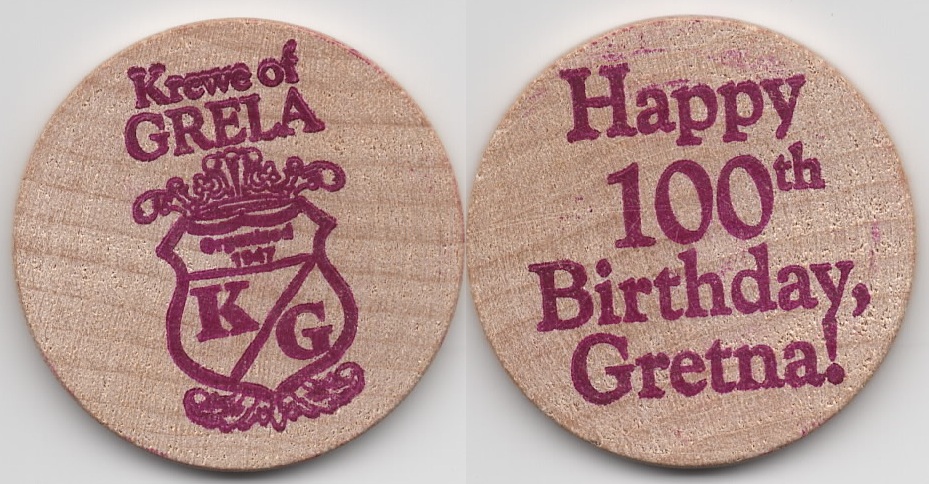 Krewe of
GRELA
Organized
1947
K
G
Happy
100th
Birthday,
Gretna!